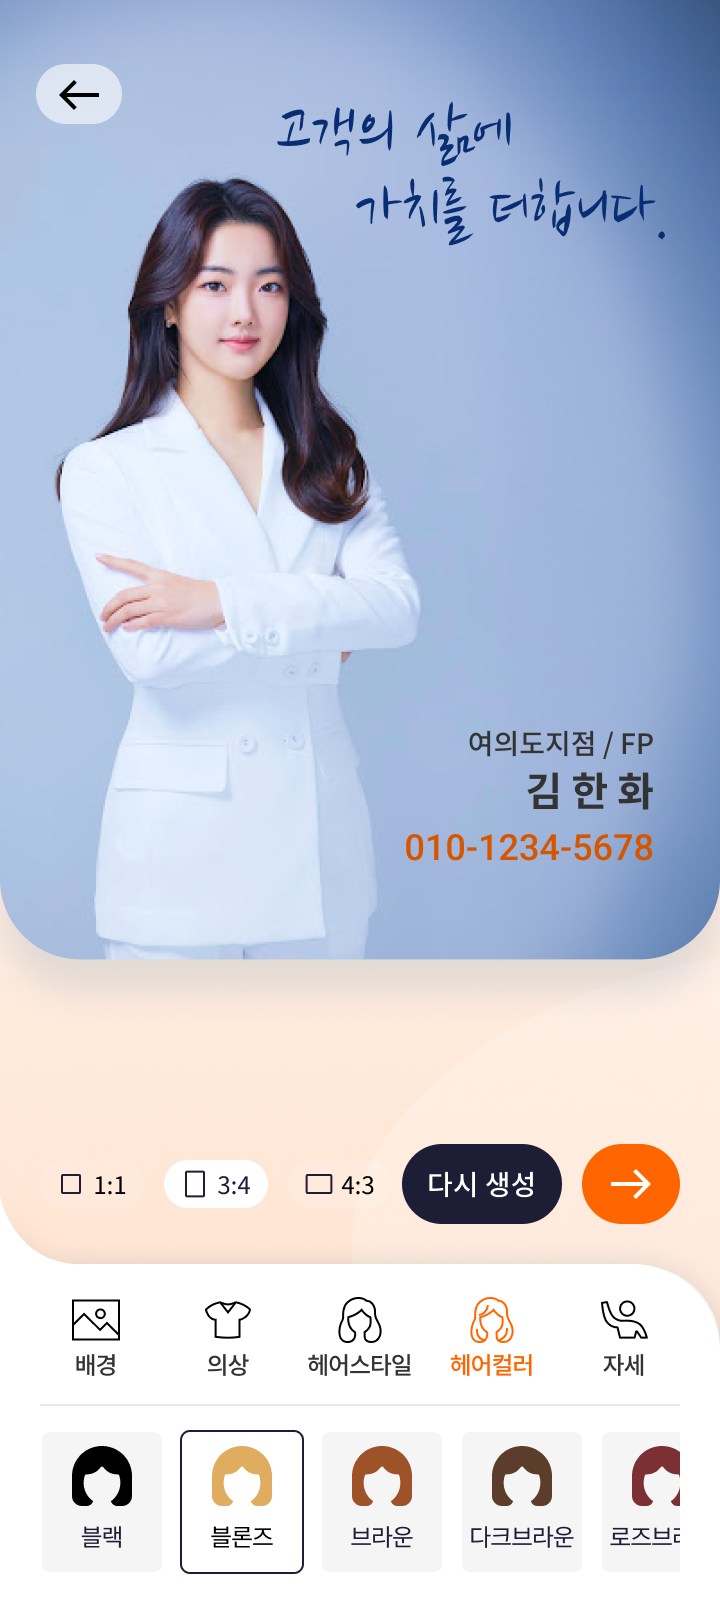 고객의 삶에
가치를 더합니다.
여의도지점 / FP
김 한 화
010-1234-5678
1:1 3:4 4:3 다시 생성
배경 의상 헤어스타일 헤어컬러 자세
블랙 블론즈 브라운 다크브라운